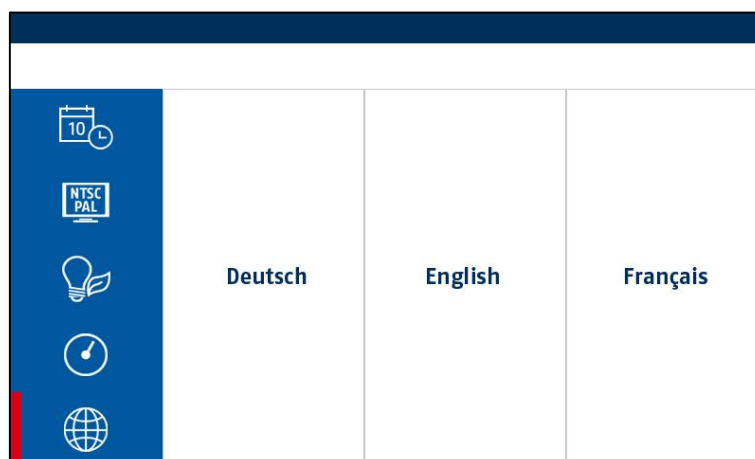 10
NTSC
PAL
Deutsch
English
Français